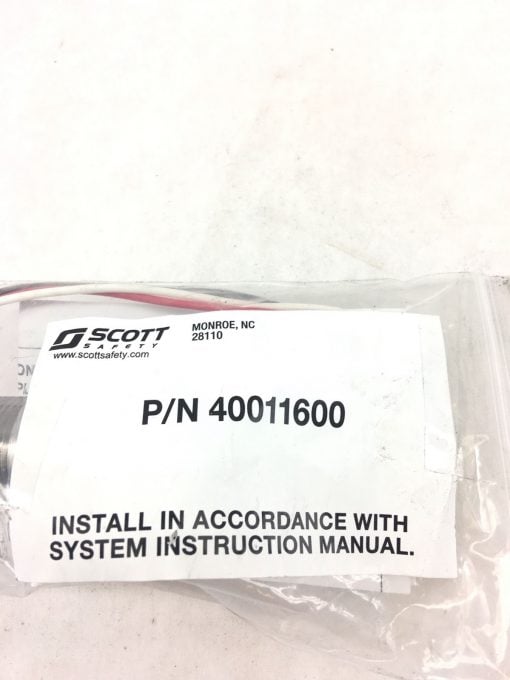 SCOTT
SAFETY
www.scottsafety.com
MONROE, NC
28110
P/N 40011600
INSTALL IN ACCORDANCE WITH
SYSTEM INSTRUCTION MANUAL.